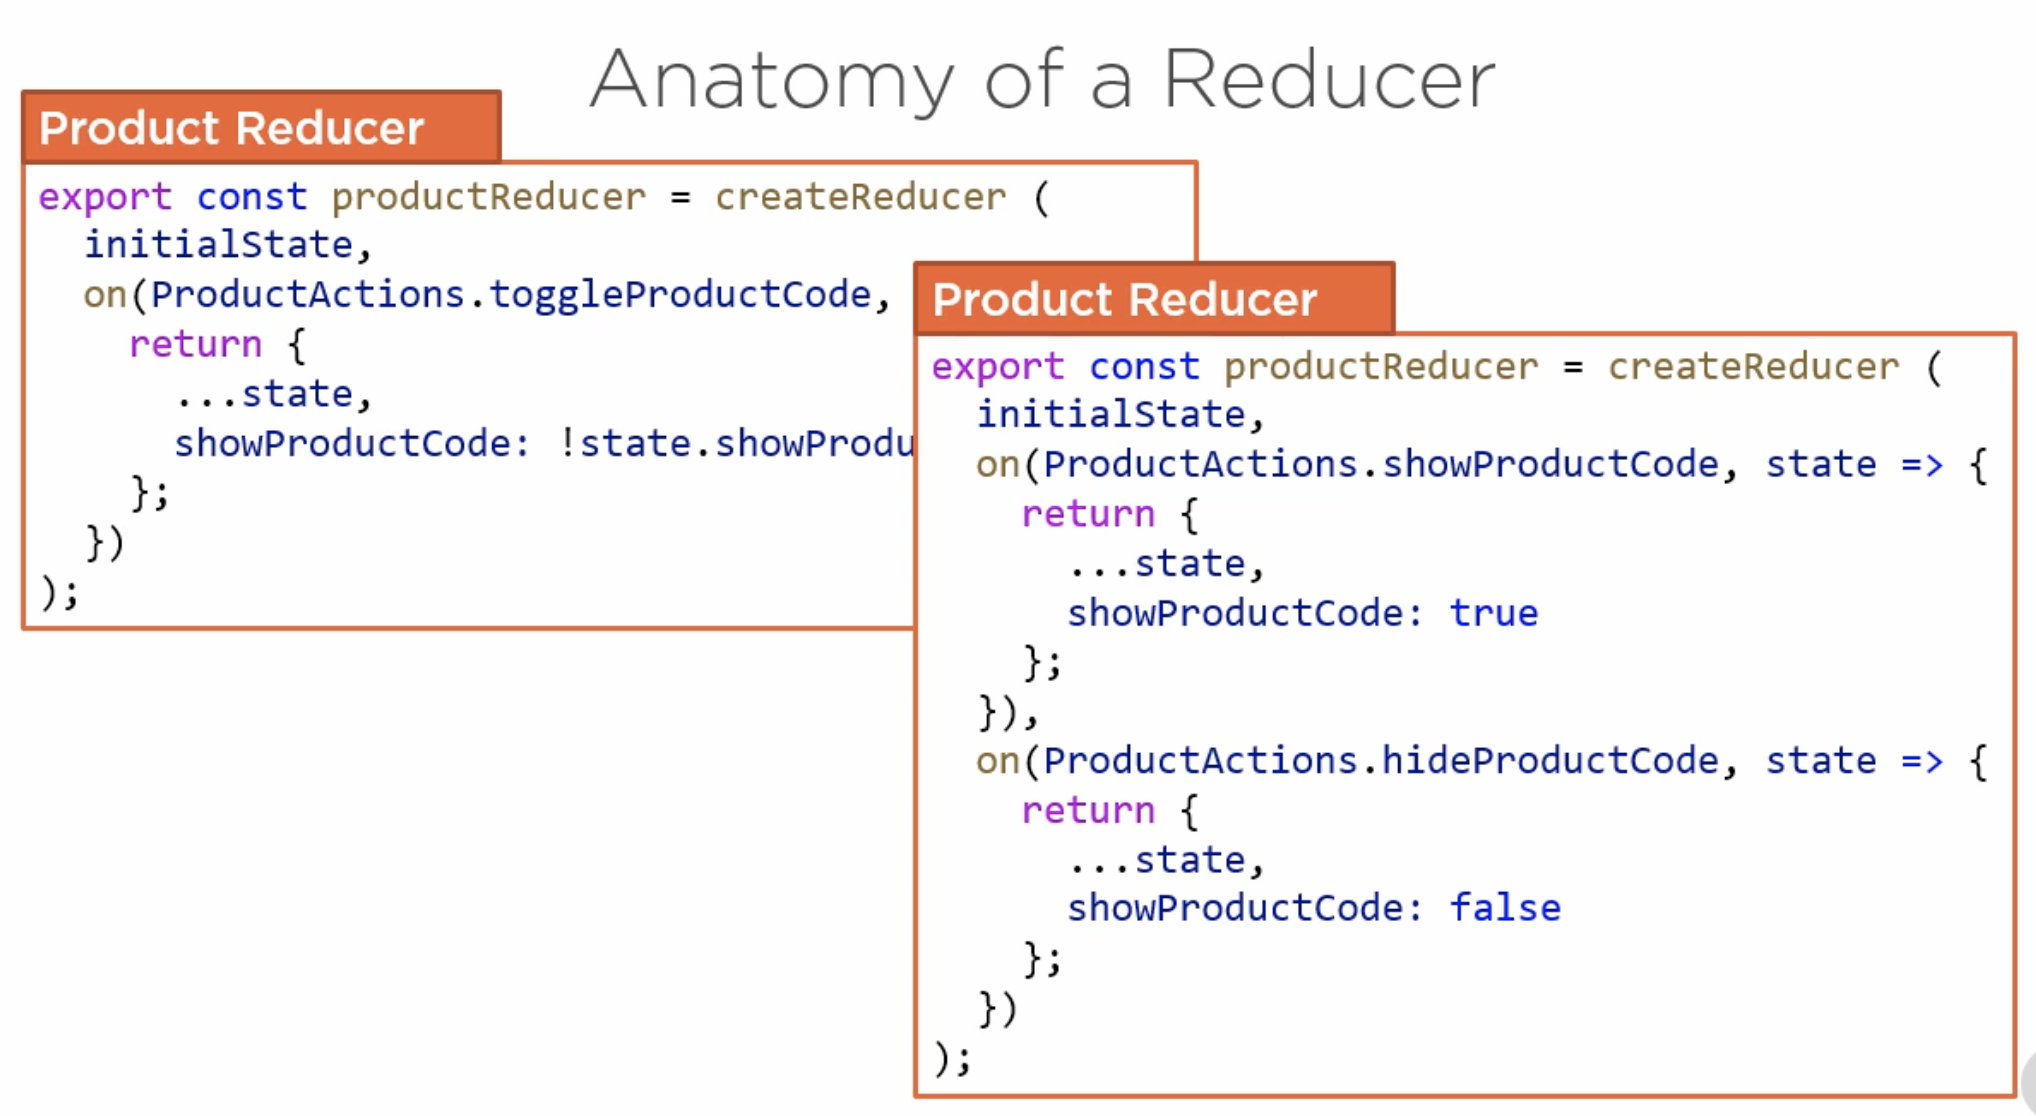 Anatomy of a Reducer
Product Reducer
export const productReducer = createReducer (
initialState,
on(ProductActions.toggleProductCode,
return {
...state,
showProductCode: !state.showProdu
};
})
);
Product Reducer
export const productReducer = createReducer (
initialState,
on(ProductActions.showProductCode, state => {
return {
...state,
showProductCode: true
};
}),
on(ProductActions.hideProductCode, state => {
return {
...state,
showProductCode: false
};
})
);